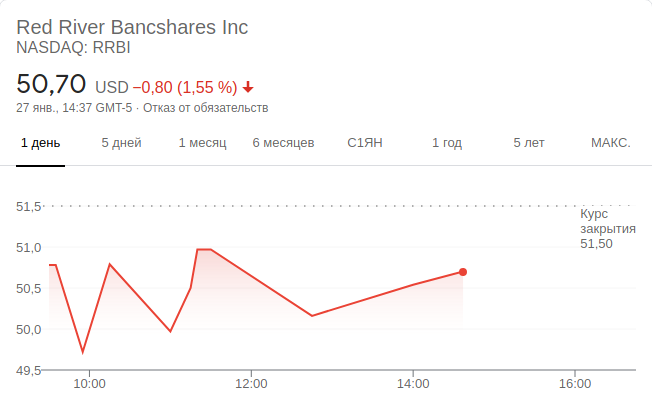 Red River Bancshares Inc
NASDAQ: RRBI
50,70 USD −0,80 (1,55 %)
27 янв., 14:37 GMT-5 · Отказ от обязательств
1 день 5 дней 1 месяц 6 месяцев С1ЯН 1 год 5 лет МАКС.
51,5
Курс
закрытия
51,50
51,0
50,5
50,0
49,5
10:00 12:00 14:00 16:00